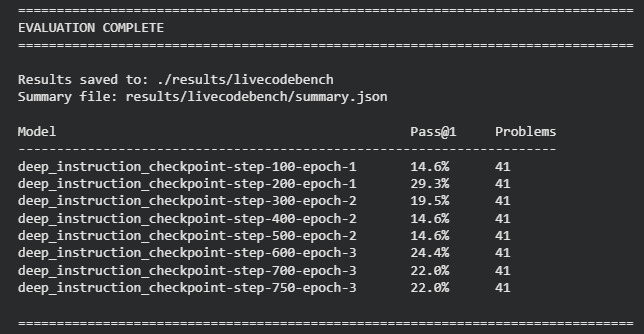 ================================================================================
EVALUATION COMPLETE
================================================================================
Results saved to: ./results/livecodebench
Summary file: results/livecodebench/summary.json
Model Pass@1 Problems
----------------------------------------------------------------------
deep_instruction_checkpoint-step-100-epoch-1 14.6% 41
deep_instruction_checkpoint-step-200-epoch-1 29.3% 41
deep_instruction_checkpoint-step-300-epoch-2 19.5% 41
deep_instruction_checkpoint-step-400-epoch-2 14.6% 41
deep_instruction_checkpoint-step-500-epoch-2 14.6% 41
deep_instruction_checkpoint-step-600-epoch-3 24.4% 41
deep_instruction_checkpoint-step-700-epoch-3 22.0% 41
deep_instruction_checkpoint-step-750-epoch-3 22.0% 41
================================================================================